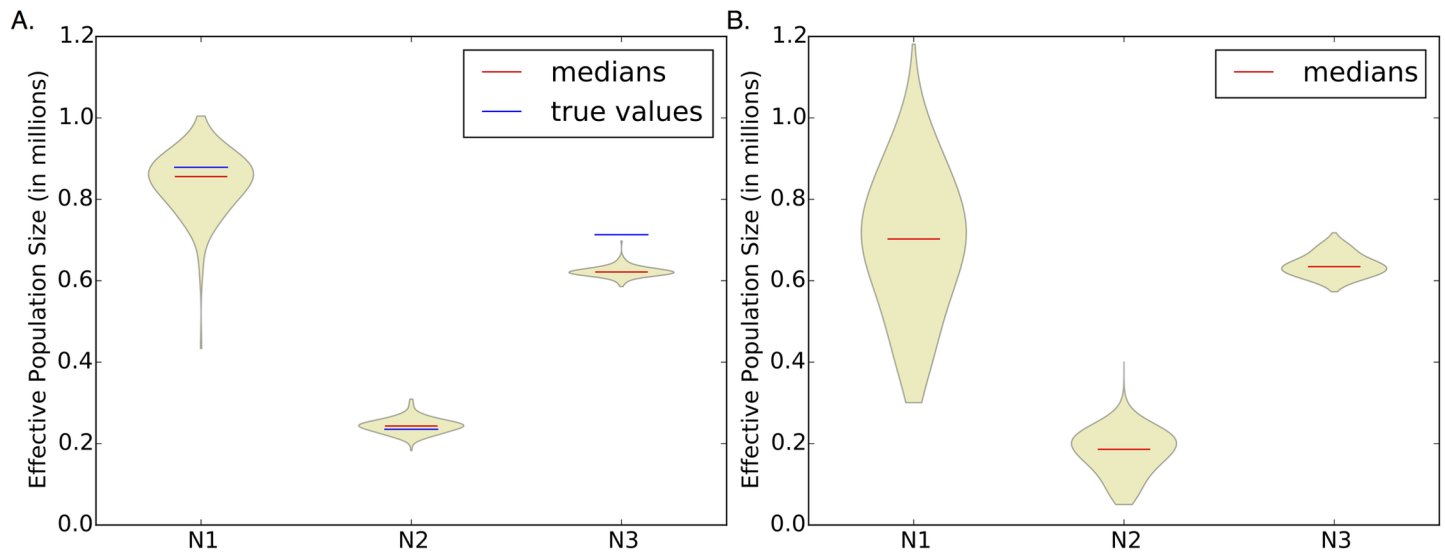 A.
Effective Population Size (in millions)
1.2
1.0
0.8
0.6
0.4
0.2
0.0
N1
N2
N3
medians
true values
B.
Effective Population Size (in millions)
1.2
1.0
0.8
0.6
0.4
0.2
0.0
N1
N2
N3
medians